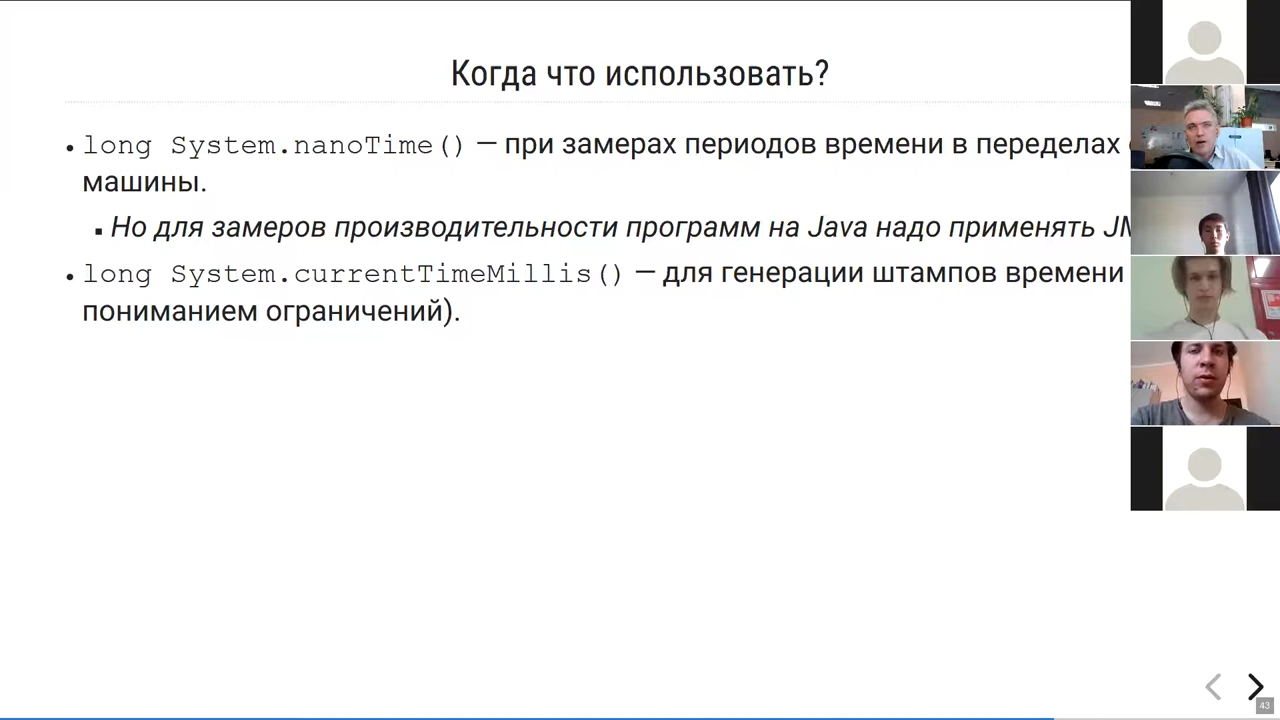 Когда что использовать?
• long System.nanoTime() — при замерах периодов времени в переделах
машины.
▪ Но для замеров производительности программ на Java надо применять
• long System.currentTimeMillis() — для генерации штампов времени
пониманием ограничений).
43